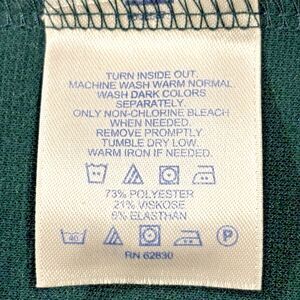 TURN INSIDE OUT.
MACHINE WASH WARM NORMAL.
WASH DARK COLORS
SEPARATELY.
ONLY NON-CHLORINE BLEACH
WHEN NEEDED.
REMOVE PROMPTLY
TUMBLE DRY LOW.
WARM IRON IF NEEDED.
73% POLYESTER
21% VISKOSE
6% ELASTHAN
40 P
RN 62830